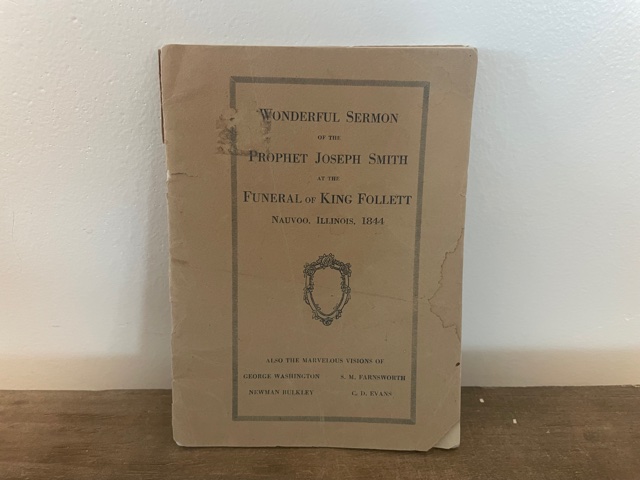 WONDERFUL SERMON
OF THE
PROPHET JOSEPH SMITH
AT THE
FUNERAL OF KING FOLLETT
NAUVOO, ILLINOIS, 1844
ALSO THE MARVELOUS VISIONS OF
GEORGE WASHINGTON S. M. FARNSWORTH
NEWMAN BULKLEY C. D. EVANS